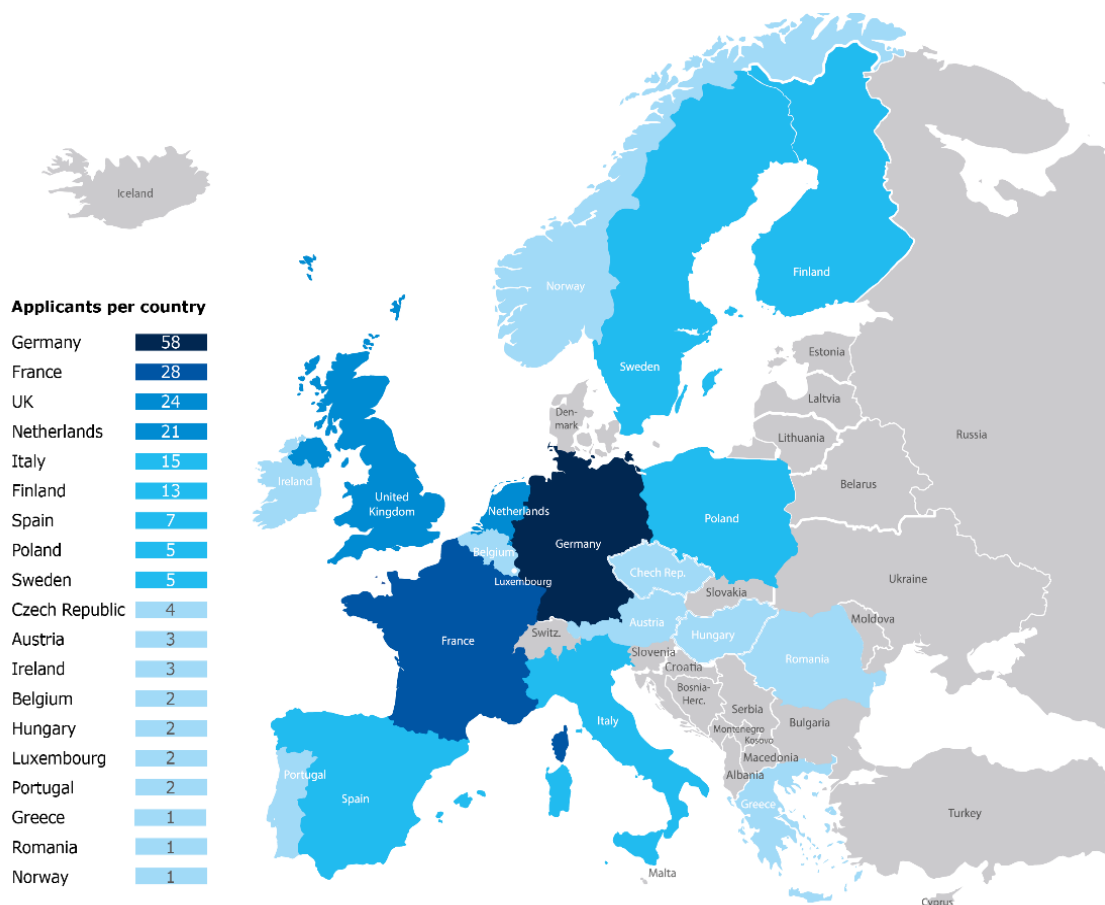 Applicants per country
Germany 58
France 28
UK 24
Netherlands 21
Italy 15
Finland 13
Spain 7
Poland 5
Sweden 5
Czech Republic 4
Austria 3
Ireland 3
Belgium 2
Hungary 2
Luxembourg 2
Portugal 2
Greece 1
Romania 1
Norway 1
Iceland
Norway
Finland
Sweden
Estonia
Laltvia
Lithuania
Den-
mark
Russia
Belarus
Ireland
United
Kingdom
Netherlands
Belgium
Luxembourg
Germany
Poland
Chech Rep.
Slovakia
Ukraine
Moldova
France
Switz.
Austria
Hungary
Romania
Slovenia
Croatia
Bosnia-
Herc.
Serbia
Montenegro
Kosovo
Bulgaria
Macedonia
Albania
Italy
Portugal
Spain
Greece
Turkey
Malta
Cyprus